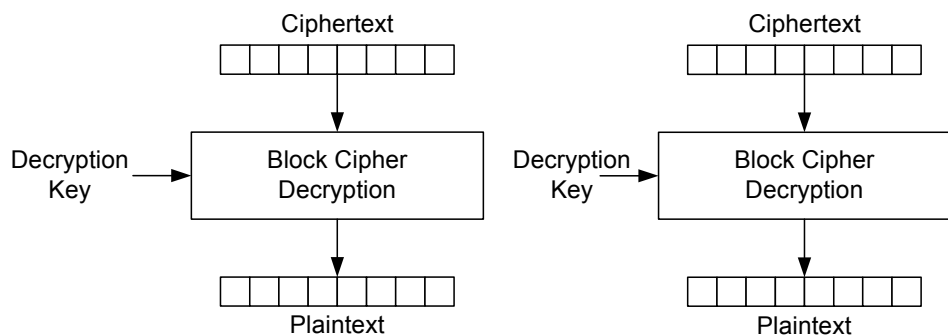 Ciphertext
Ciphertext
Decryption
Key
Block Cipher
Decryption
Decryption
Key
Block Cipher
Decryption
Plaintext
Plaintext